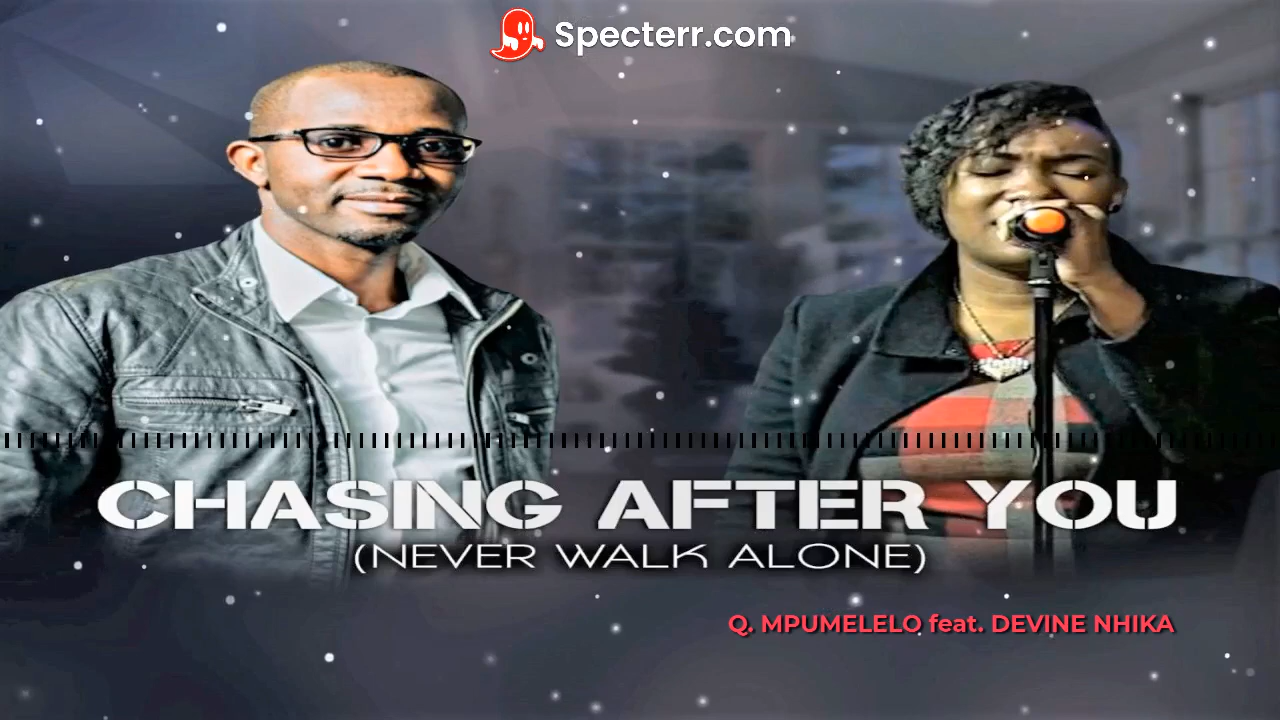 Specterr.com
CHASING AFTER YOU
(NEVER WALK ALONE)
Q. MPUMELELO feat. DEVINE NHIKA